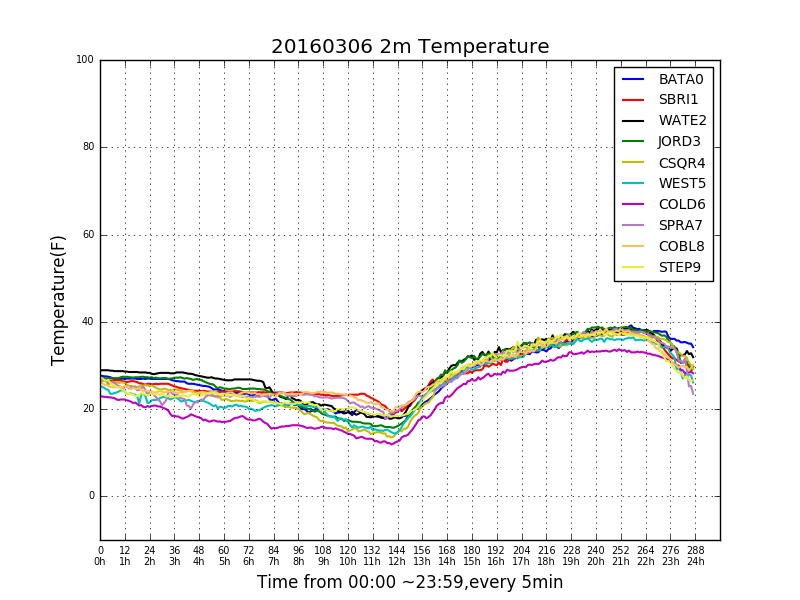 20160306 2m Temperature
Temperature(F)
100
80
60
40
20
0
BATA0
SBRI1
WATE2
JORD3
CSQR4
WEST5
COLD6
SPRA7
COBL8
STEP9
0 12 24 36 48 60 72 84 96 108 120 132 144 156 168 180 192 204 216 228 240 252 264 276 288
0h 1h 2h 3h 4h 5h 6h 7h 8h 9h 10h 11h 12h 13h 14h 15h 16h 17h 18h 19h 20h 21h 22h 23h 24h
Time from 00:00 ~23:59,every 5min